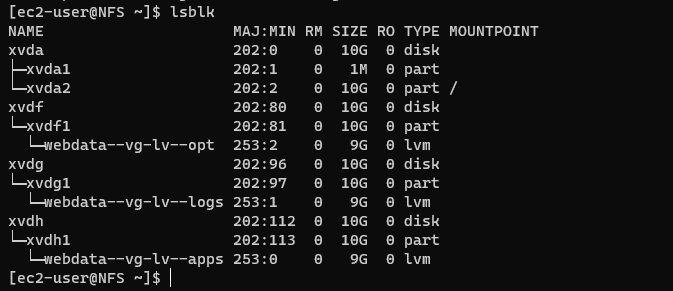 [ec2-user@NFS ~]$ lsblk
NAME                      MAJ:MIN RM SIZE RO TYPE MOUNTPOINT
xvda                      202:0    0  10G  0 disk
├─xvda1                   202:1    0   1M  0 part
└─xvda2                   202:2    0  10G  0 part /
xvdf                      202:80   0  10G  0 disk
└─xvdf1                   202:81   0  10G  0 part
  └─webdata--vg-lv--opt   253:2    0   9G  0 lvm
xvdg                      202:96   0  10G  0 disk
└─xvdg1                   202:97   0  10G  0 part
  └─webdata--vg-lv--logs  253:1    0   9G  0 lvm
xvdh                      202:112  0  10G  0 disk
└─xvdh1                   202:113  0  10G  0 part
  └─webdata--vg-lv--apps  253:0    0   9G  0 lvm
[ec2-user@NFS ~]$